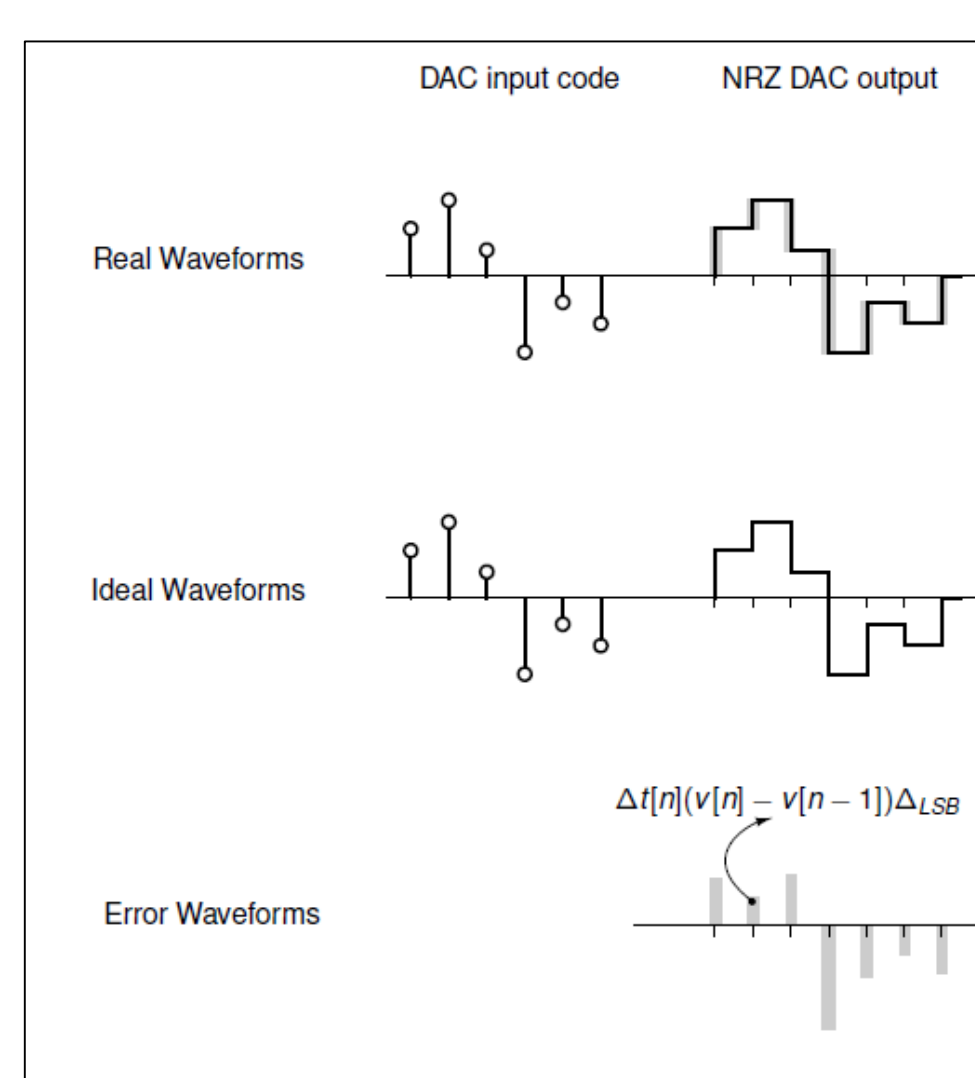 DAC input code NRZ DAC output
Real Waveforms
Ideal Waveforms
Δt[n](v[n] − v[n − 1])Δ_LSB
Error Waveforms